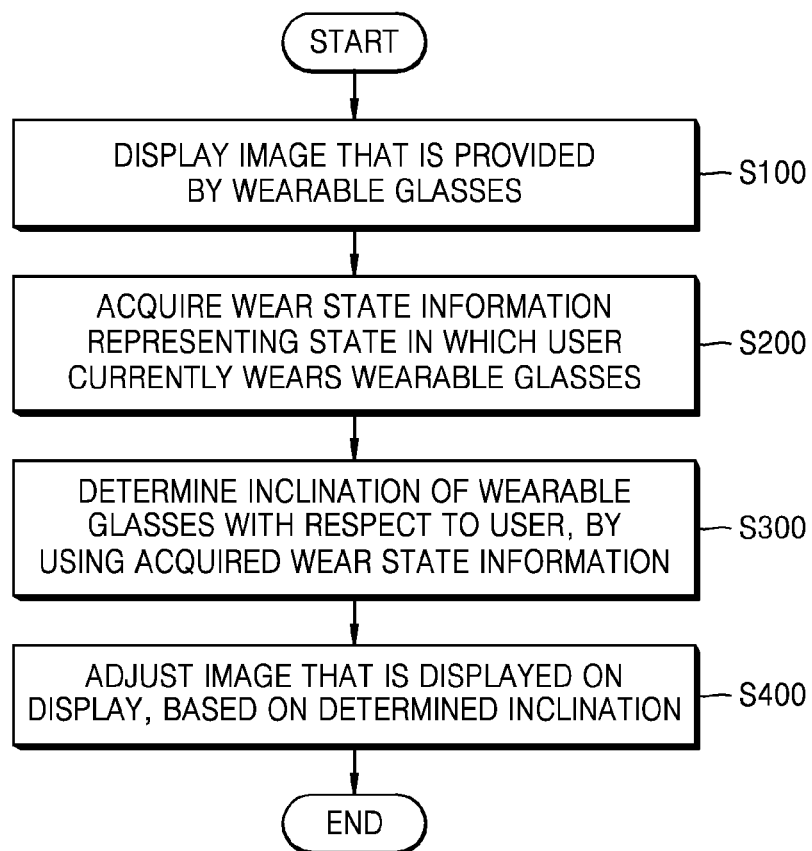 START
DISPLAY IMAGE THAT IS PROVIDED
BY WEARABLE GLASSES
S100
ACQUIRE WEAR STATE INFORMATION
REPRESENTING STATE IN WHICH USER
CURRENTLY WEARS WEARABLE GLASSES
S200
DETERMINE INCLINATION OF WEARABLE
GLASSES WITH RESPECT TO USER, BY
USING ACQUIRED WEAR STATE INFORMATION
S300
ADJUST IMAGE THAT IS DISPLAYED ON
DISPLAY, BASED ON DETERMINED INCLINATION
S400
END